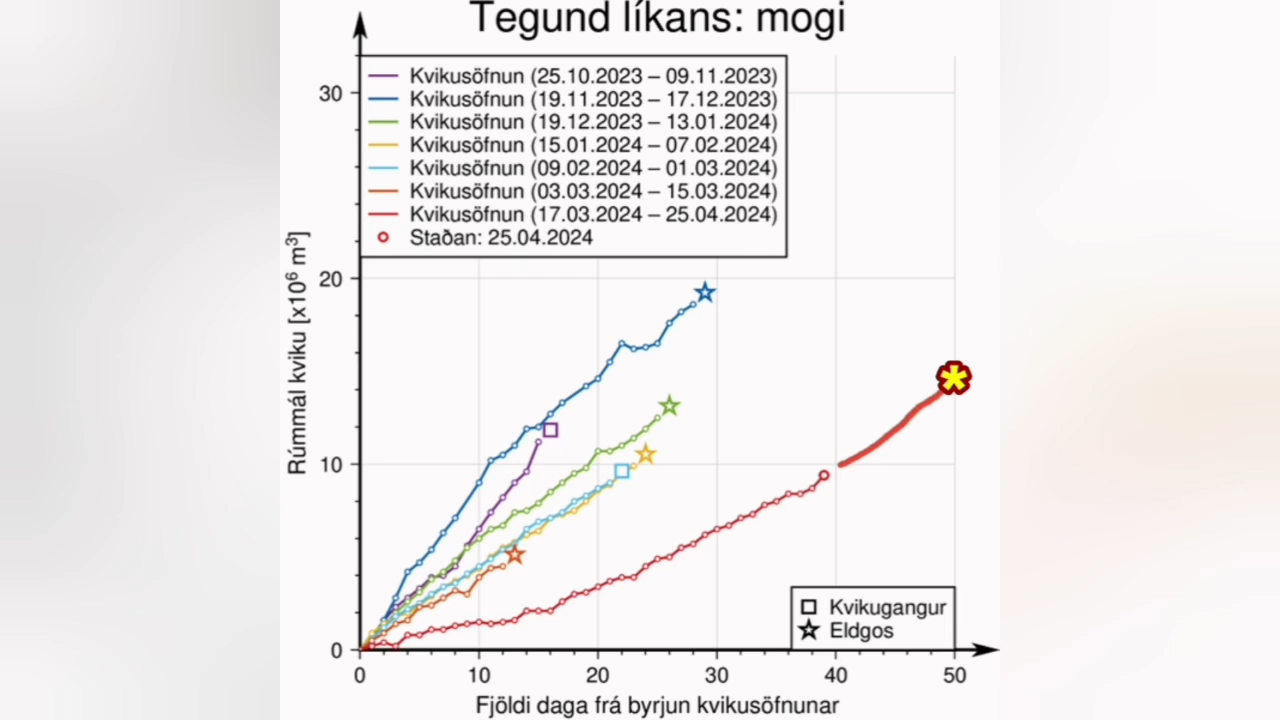 Tegund líkans: mogi
Kvikusöfnun (25.10.2023 – 09.11.2023)
Kvikusöfnun (19.11.2023 – 17.12.2023)
Kvikusöfnun (19.12.2023 – 13.01.2024)
Kvikusöfnun (15.01.2024 – 07.02.2024)
Kvikusöfnun (09.02.2024 – 01.03.2024)
Kvikusöfnun (03.03.2024 – 15.03.2024)
Kvikusöfnun (17.03.2024 – 25.04.2024)
Staðan: 25.04.2024
Rúmmál kviku [x10⁶ m³]
30
20
10
0
Kvikugangur
Eldgos
0 10 20 30 40 50
Fjöldi daga frá byrjun kvikusöfnunar